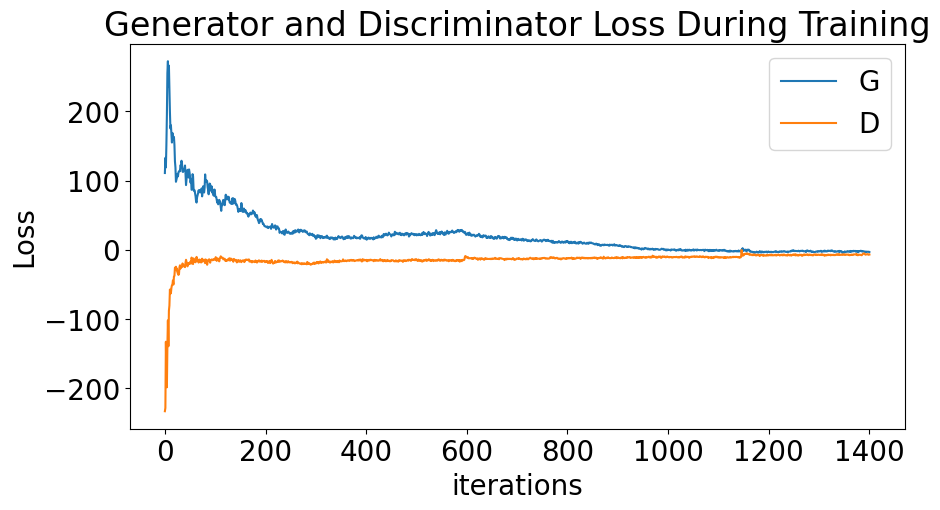 Generator and Discriminator Loss During Training
G
D
Loss
200
100
0
−100
−200
0 200 400 600 800 1000 1200 1400
iterations